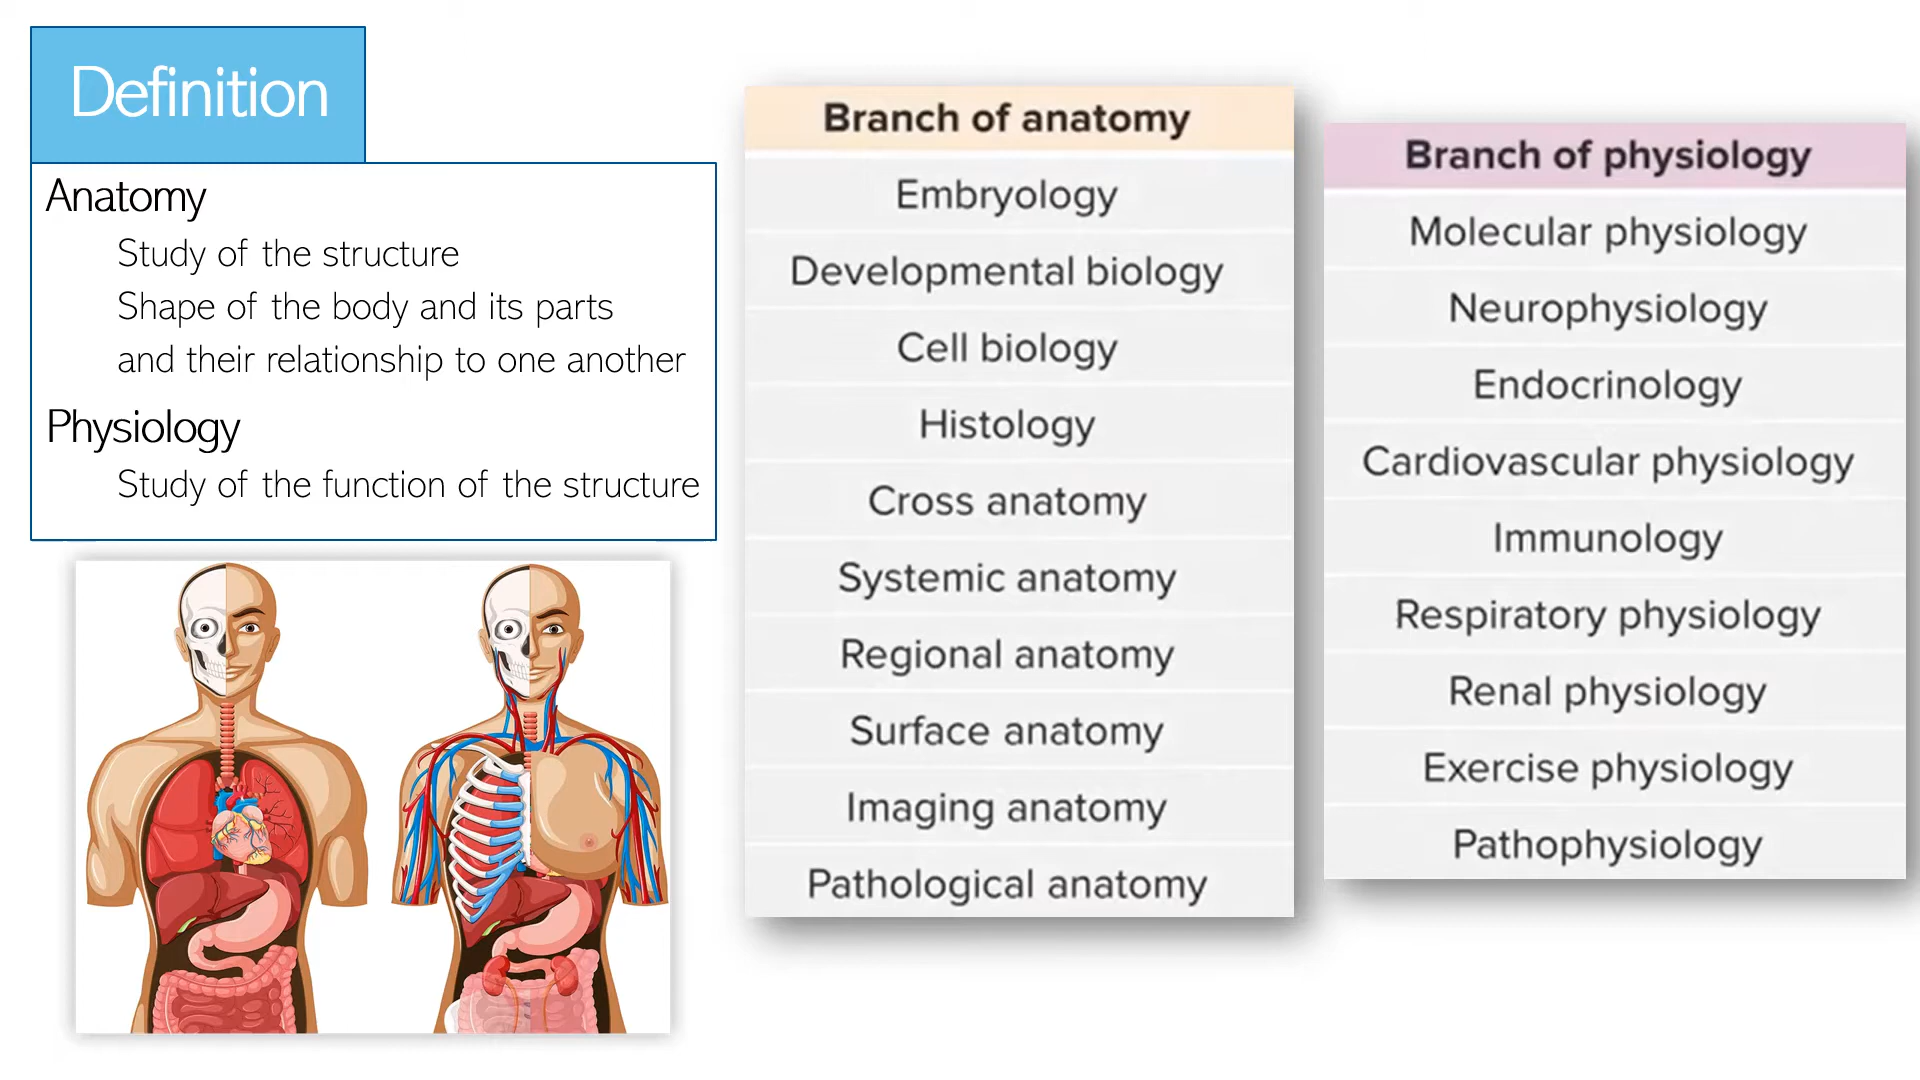 Definition
Anatomy
Study of the structure
Shape of the body and its parts
and their relationship to one another
Physiology
Study of the function of the structure
Branch of anatomy
Embryology
Developmental biology
Cell biology
Histology
Cross anatomy
Systemic anatomy
Regional anatomy
Surface anatomy
Imaging anatomy
Pathological anatomy
Branch of physiology
Molecular physiology
Neurophysiology
Endocrinology
Cardiovascular physiology
Immunology
Respiratory physiology
Renal physiology
Exercise physiology
Pathophysiology